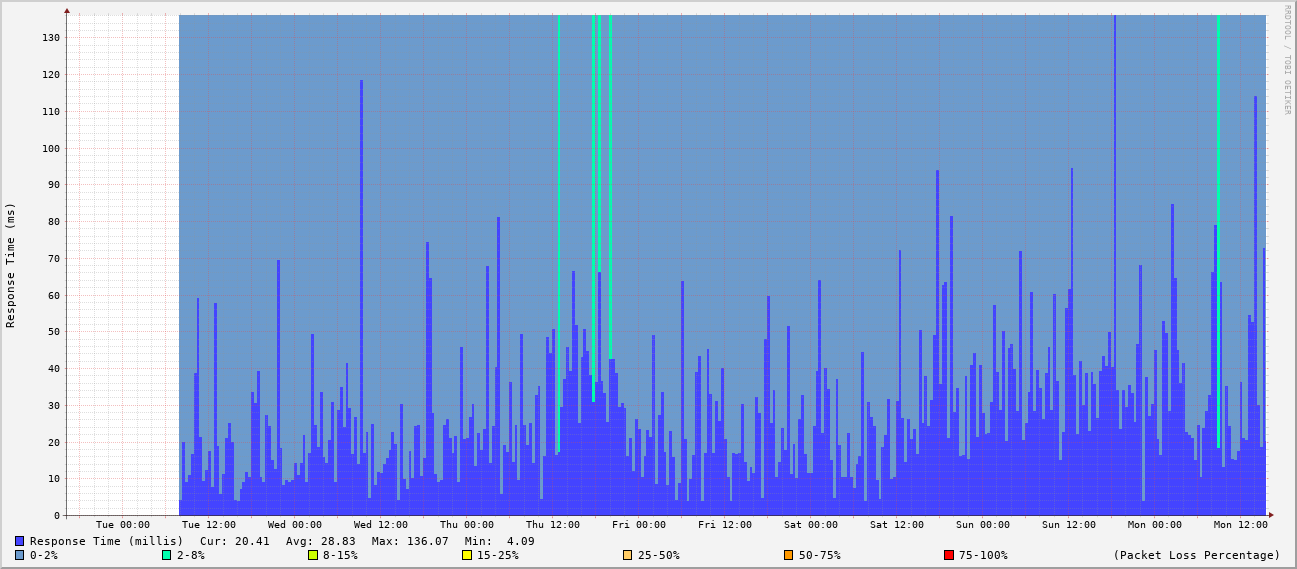 RRDTOOL / TOBI OETIKER
Response Time (ms)
130
120
110
100
90
80
70
60
50
40
30
20
10
0
Tue 00:00 Tue 12:00 Wed 00:00 Wed 12:00 Thu 00:00 Thu 12:00 Fri 00:00 Fri 12:00 Sat 00:00 Sat 12:00 Sun 00:00 Sun 12:00 Mon 00:00 Mon 12:00
Response Time (millis) Cur: 20.41 Avg: 28.83 Max: 136.07 Min: 4.09
0-2% 2-8% 8-15% 15-25% 25-50% 50-75% 75-100% (Packet Loss Percentage)